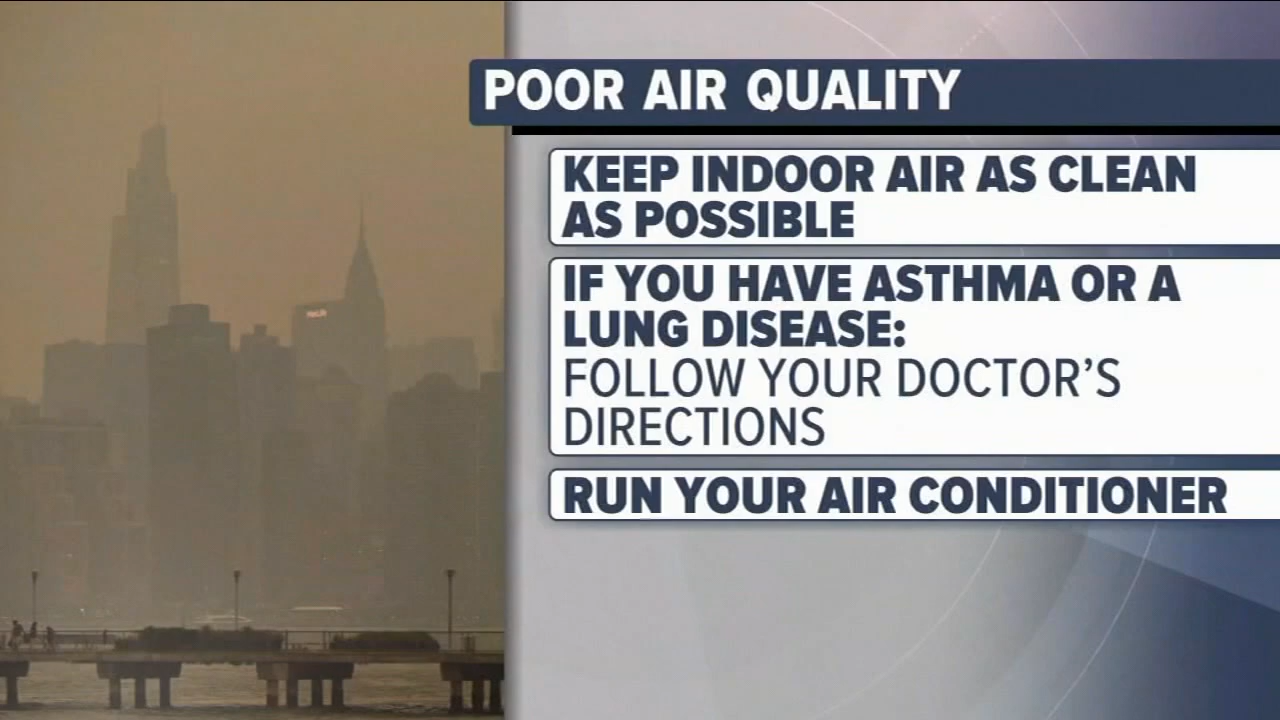 POOR AIR QUALITY
KEEP INDOOR AIR AS CLEAN
AS POSSIBLE
IF YOU HAVE ASTHMA OR A
LUNG DISEASE:
FOLLOW YOUR DOCTOR'S
DIRECTIONS
RUN YOUR AIR CONDITIONER